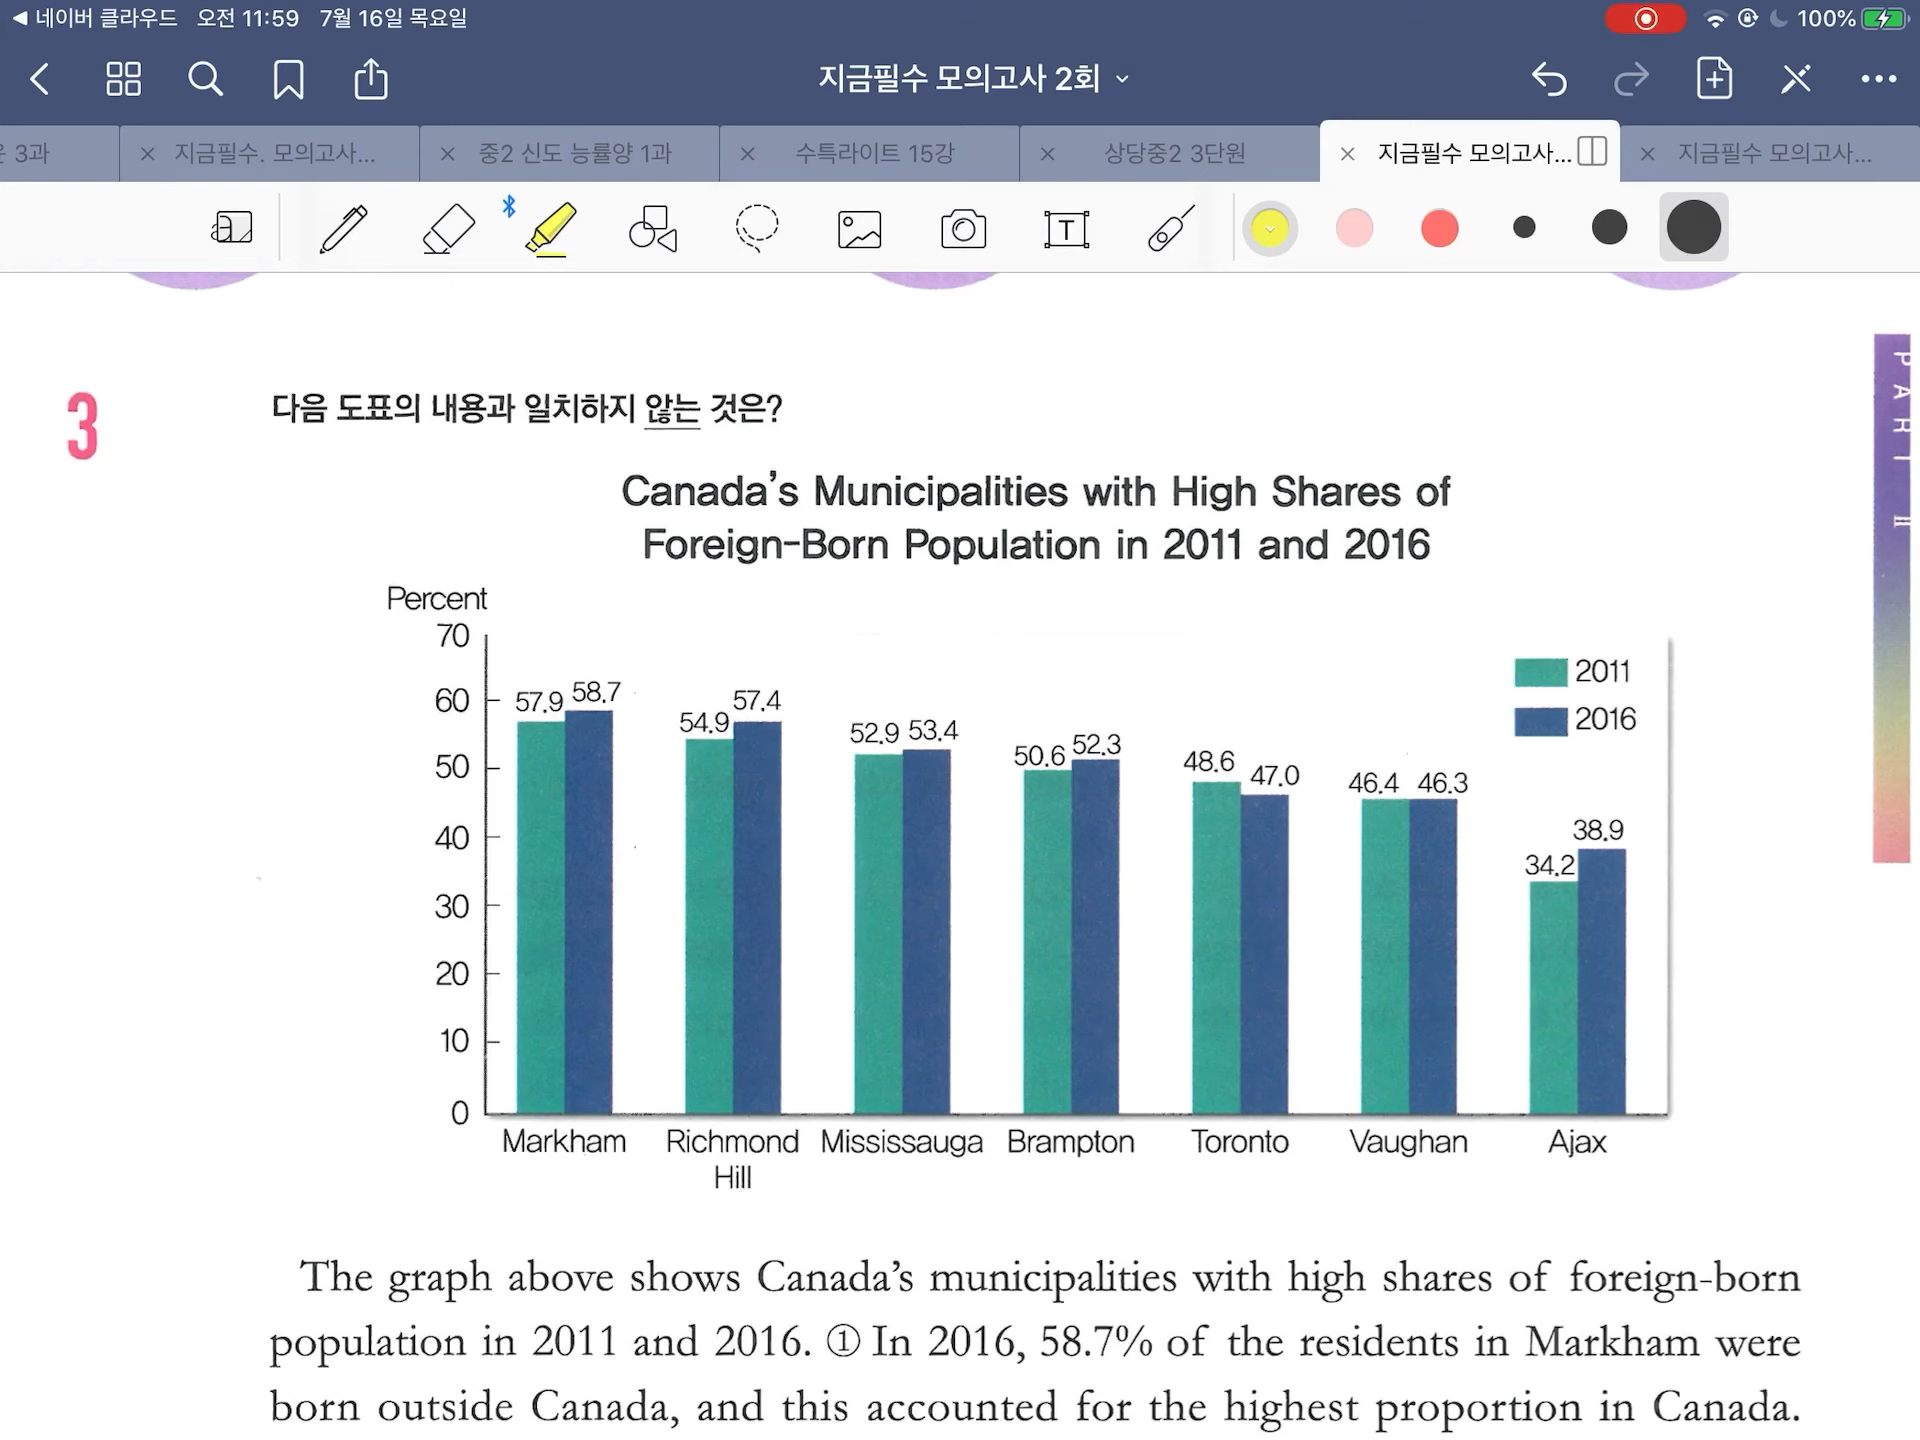 ◀ 네이버 클라우드 오전 11:59 7월 16일 목요일 100%
지금필수 모의고사 2회
3과 지금필수. 모의고사... 중2 신도 능률양 1과 수특라이트 15강 상당중2 3단원 지금필수 모의고사... 지금필수 모의고사...
T
3
다음 도표의 내용과 일치하지 않는 것은?
PART II
Canada's Municipalities with High Shares of
Foreign-Born Population in 2011 and 2016
Percent
70
60
50
40
30
20
10
0
57.9 58.7
54.9 57.4
52.9 53.4
50.6 52.3
48.6 47.0
46.4 46.3
34.2 38.9
2011
2016
Markham Richmond Mississauga Brampton Toronto Vaughan Ajax
Hill
The graph above shows Canada's municipalities with high shares of foreign-born
population in 2011 and 2016. ① In 2016, 58.7% of the residents in Markham were
born outside Canada, and this accounted for the highest proportion in Canada.